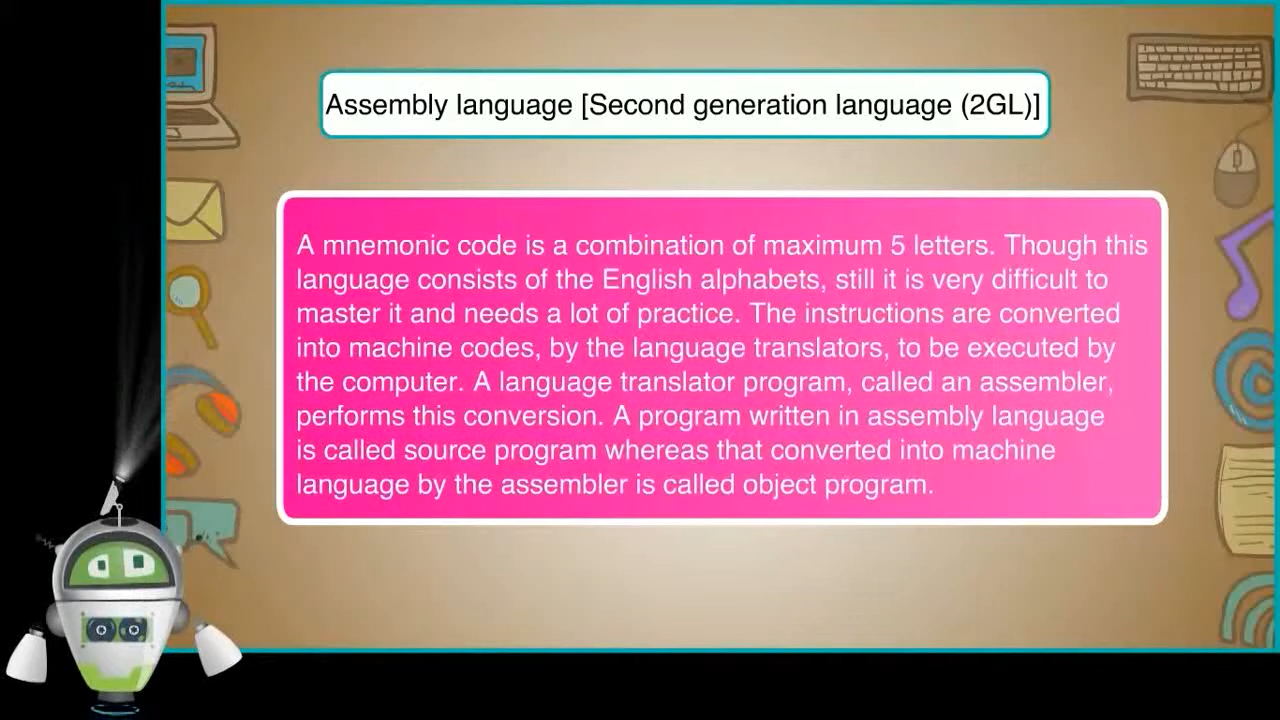 Assembly language [Second generation language (2GL)]
A mnemonic code is a combination of maximum 5 letters. Though this
language consists of the English alphabets, still it is very difficult to
master it and needs a lot of practice. The instructions are converted
into machine codes, by the language translators, to be executed by
the computer. A language translator program, called an assembler,
performs this conversion. A program written in assembly language
is called source program whereas that converted into machine
language by the assembler is called object program.